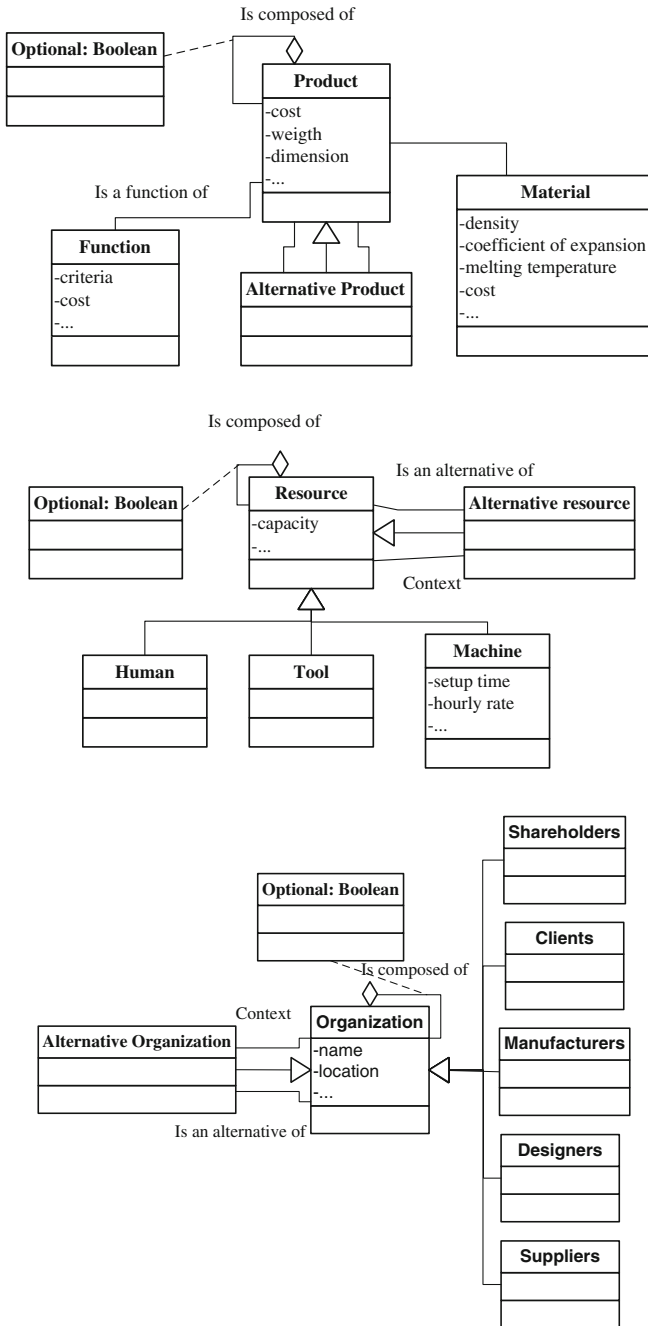 Is composed of
Optional: Boolean
Product
-cost
-weigth
-dimension
-...
Is a function of
Function
-criteria
-cost
-...
Alternative Product
Material
-density
-coefficient of expansion
-melting temperature
-cost
-...
Is composed of
Optional: Boolean
Resource
-capacity
-...
Is an alternative of
Alternative resource
Context
Human
Tool
Machine
-setup time
-hourly rate
-...
Shareholders
Optional: Boolean
Is composed of
Clients
Context
Alternative Organization
Organization
-name
-location
-...
Is an alternative of
Manufacturers
Designers
Suppliers